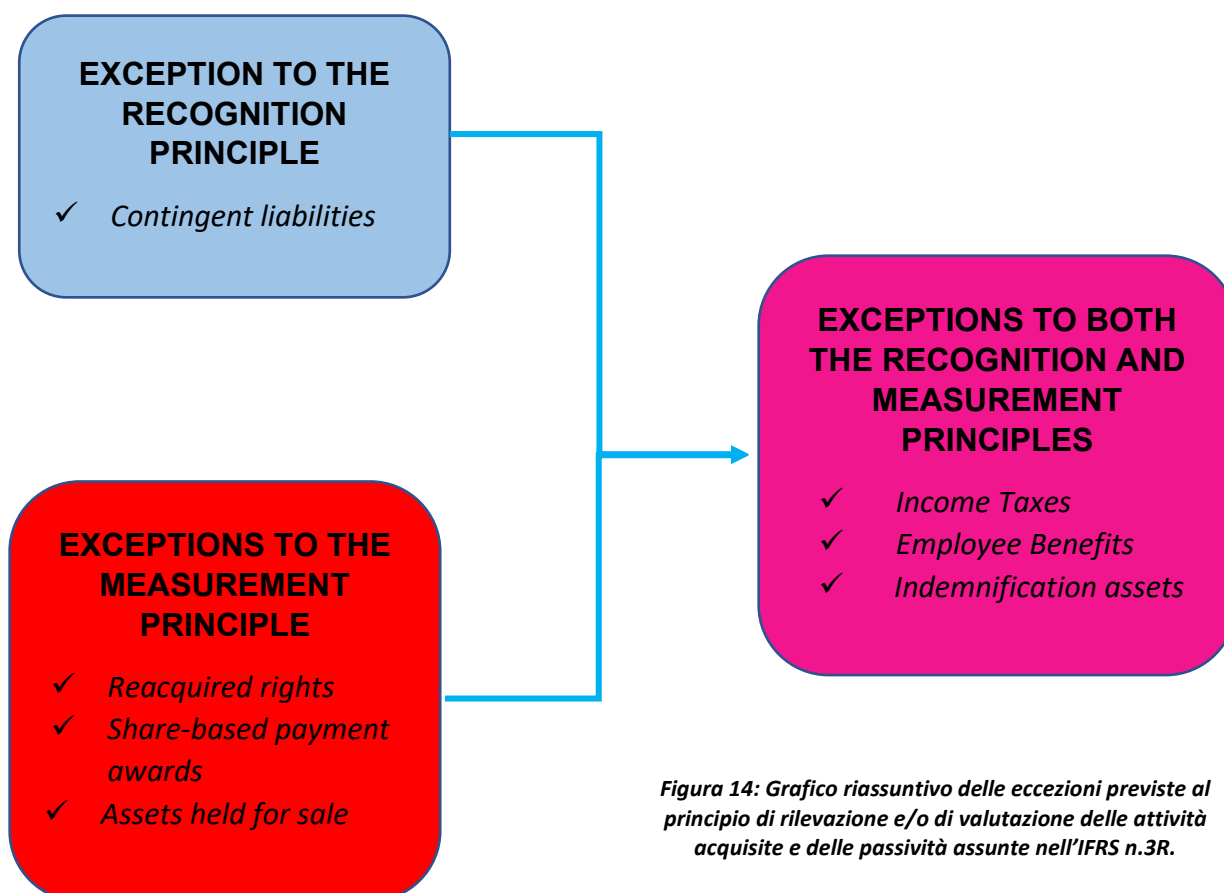 EXCEPTION TO THE
RECOGNITION
PRINCIPLE
✓ Contingent liabilities
EXCEPTIONS TO THE
MEASUREMENT
PRINCIPLE
✓ Reacquired rights
✓ Share-based payment
awards
✓ Assets held for sale
EXCEPTIONS TO BOTH
THE RECOGNITION AND
MEASUREMENT
PRINCIPLES
✓ Income Taxes
✓ Employee Benefits
✓ Indemnification assets
Figura 14: Grafico riassuntivo delle eccezioni previste al
principio di rilevazione e/o di valutazione delle attività
acquisite e delle passività assunte nell'IFRS n.3R.